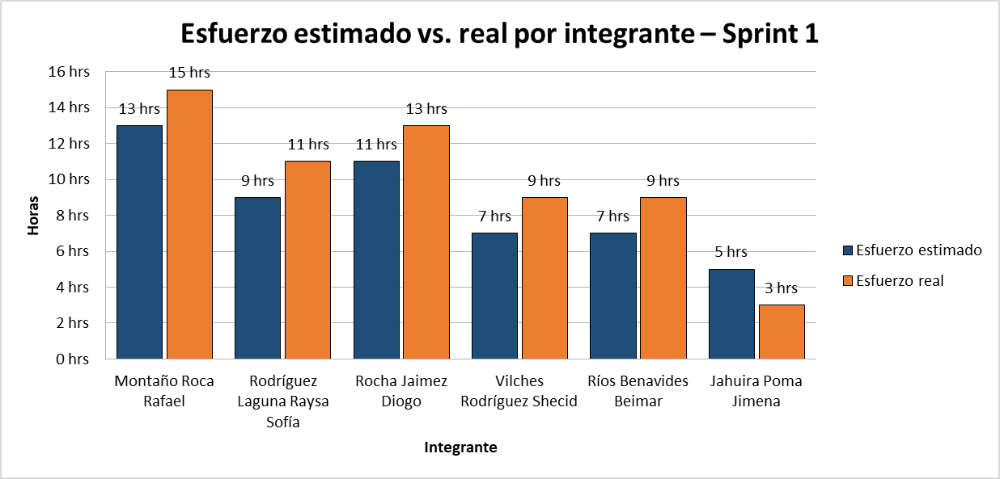 Esfuerzo estimado vs. real por integrante – Sprint 1
16 hrs
14 hrs
12 hrs
10 hrs
8 hrs
6 hrs
4 hrs
2 hrs
0 hrs
Horas
13 hrs
15 hrs
9 hrs
11 hrs
11 hrs
13 hrs
7 hrs
9 hrs
7 hrs
9 hrs
5 hrs
3 hrs
Montaño Roca
Rafael
Rodríguez
Laguna Raysa
Sofía
Rocha Jaimez
Diogo
Vilches
Rodríguez Shecid
Ríos Benavides
Beimar
Jahuira Poma
Jimena
Integrante
Esfuerzo estimado
Esfuerzo real